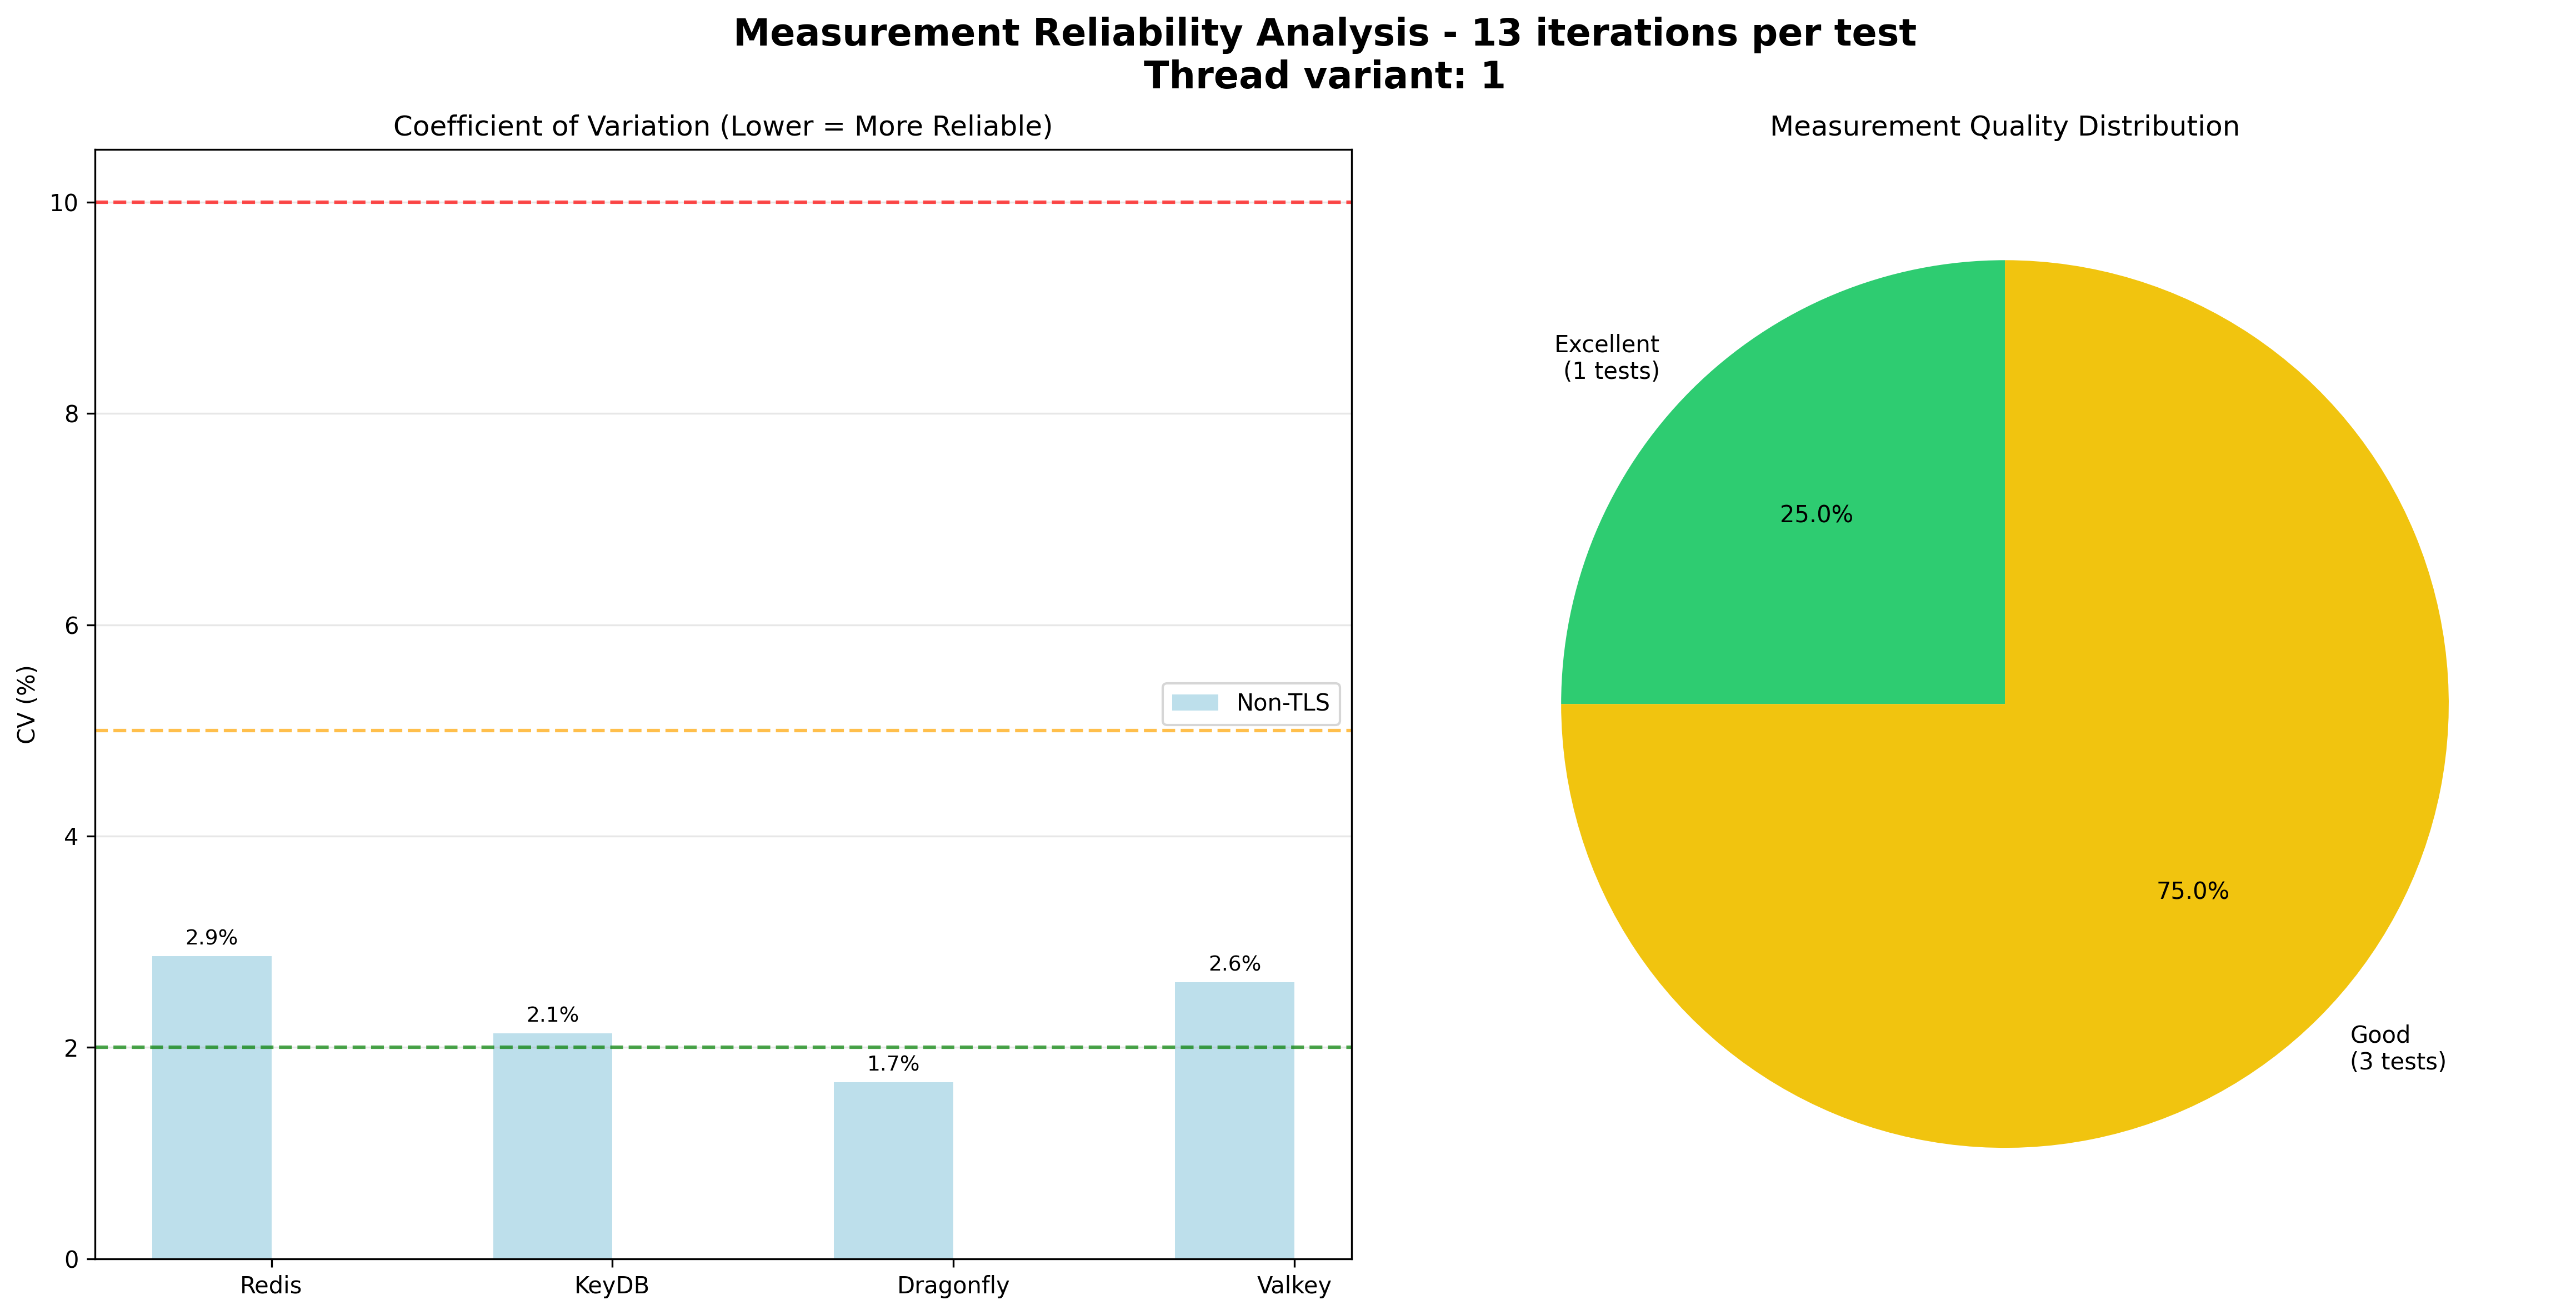 Measurement Reliability Analysis - 13 iterations per test
Thread variant: 1
Coefficient of Variation (Lower = More Reliable)
CV (%)
10
8
6
4
2
0
Non-TLS
2.9%
2.1%
1.7%
2.6%
Redis
KeyDB
Dragonfly
Valkey
Measurement Quality Distribution
Excellent
(1 tests)
25.0%
75.0%
Good
(3 tests)